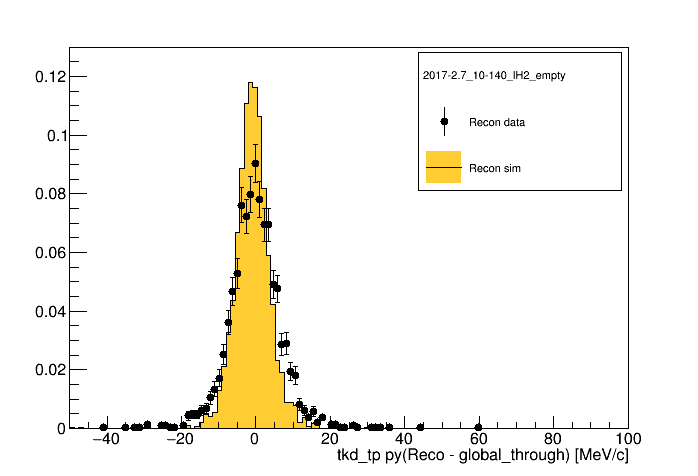 0.12
0.1
0.08
0.06
0.04
0.02
0
2017-2.7_10-140_lH2_empty
Recon data
Recon sim
−40 −20 0 20 40 60 80 100
tkd_tp py(Reco - global_through) [MeV/c]